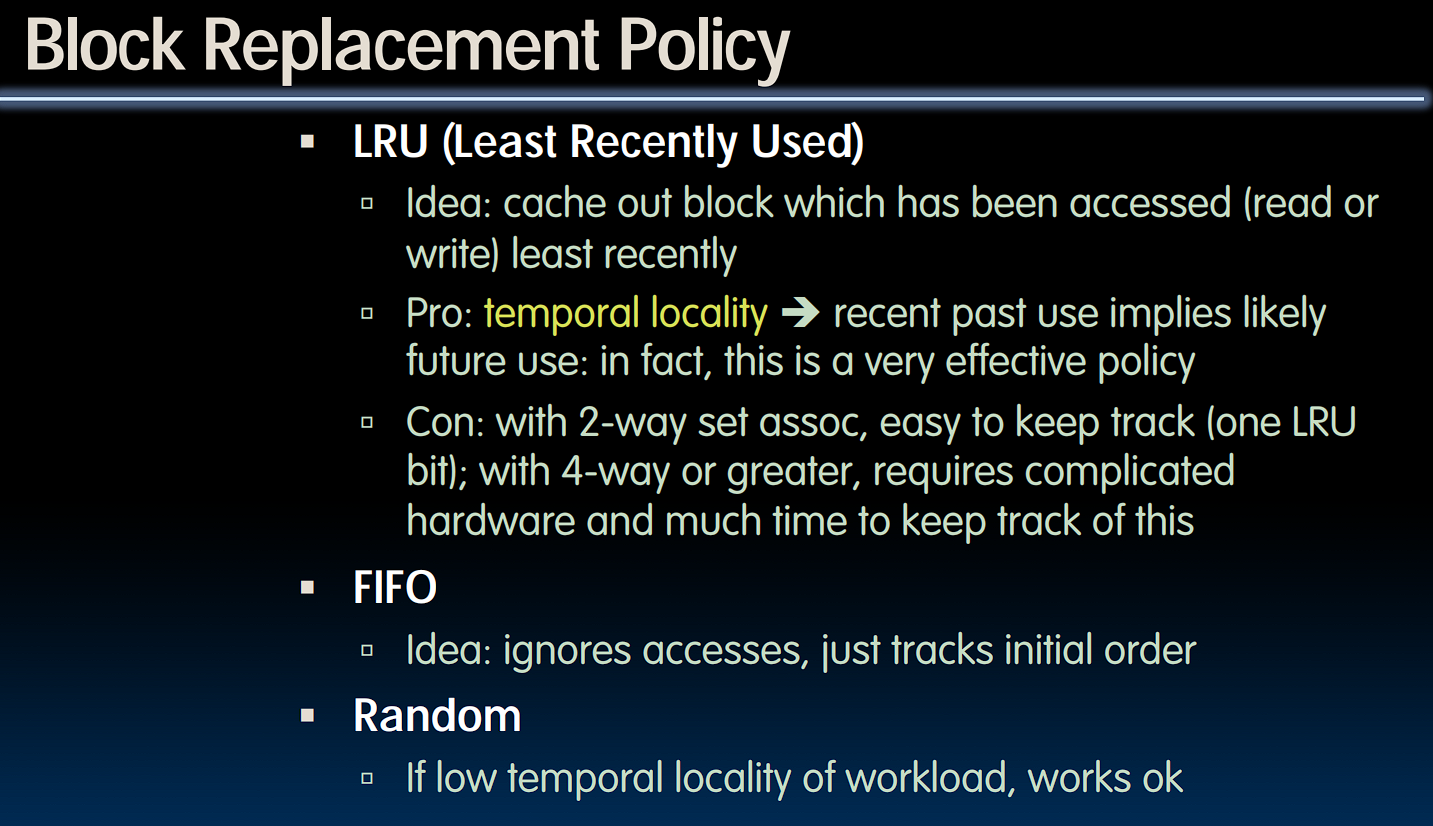 Block Replacement Policy
▪ LRU (Least Recently Used)
▫ Idea: cache out block which has been accessed (read or
write) least recently
▫ Pro: temporal locality ➔ recent past use implies likely
future use: in fact, this is a very effective policy
▫ Con: with 2-way set assoc, easy to keep track (one LRU
bit); with 4-way or greater, requires complicated
hardware and much time to keep track of this
▪ FIFO
▫ Idea: ignores accesses, just tracks initial order
▪ Random
▫ If low temporal locality of workload, works ok